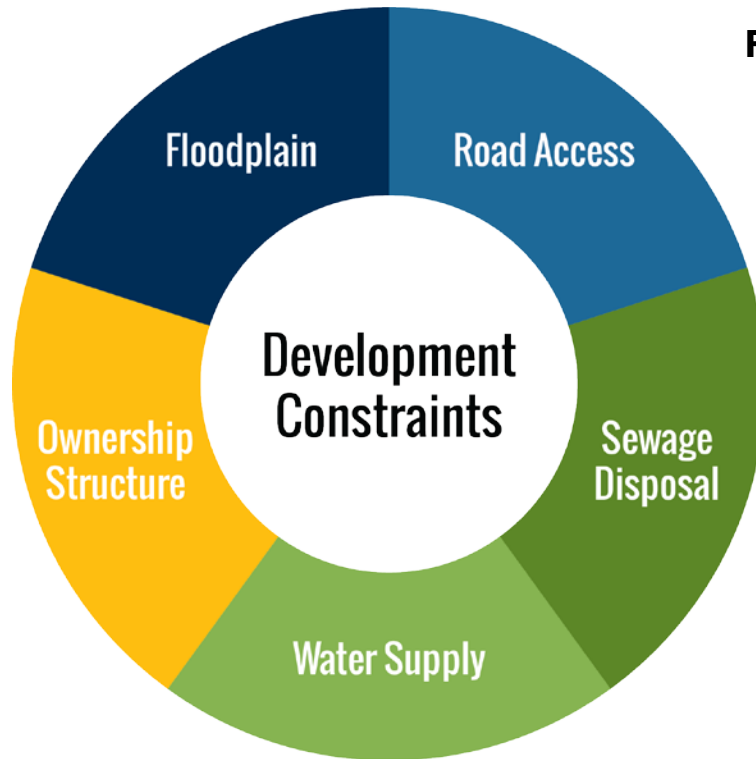 F
Floodplain
Road Access
Development
Constraints
Ownership
Structure
Sewage
Disposal
Water Supply